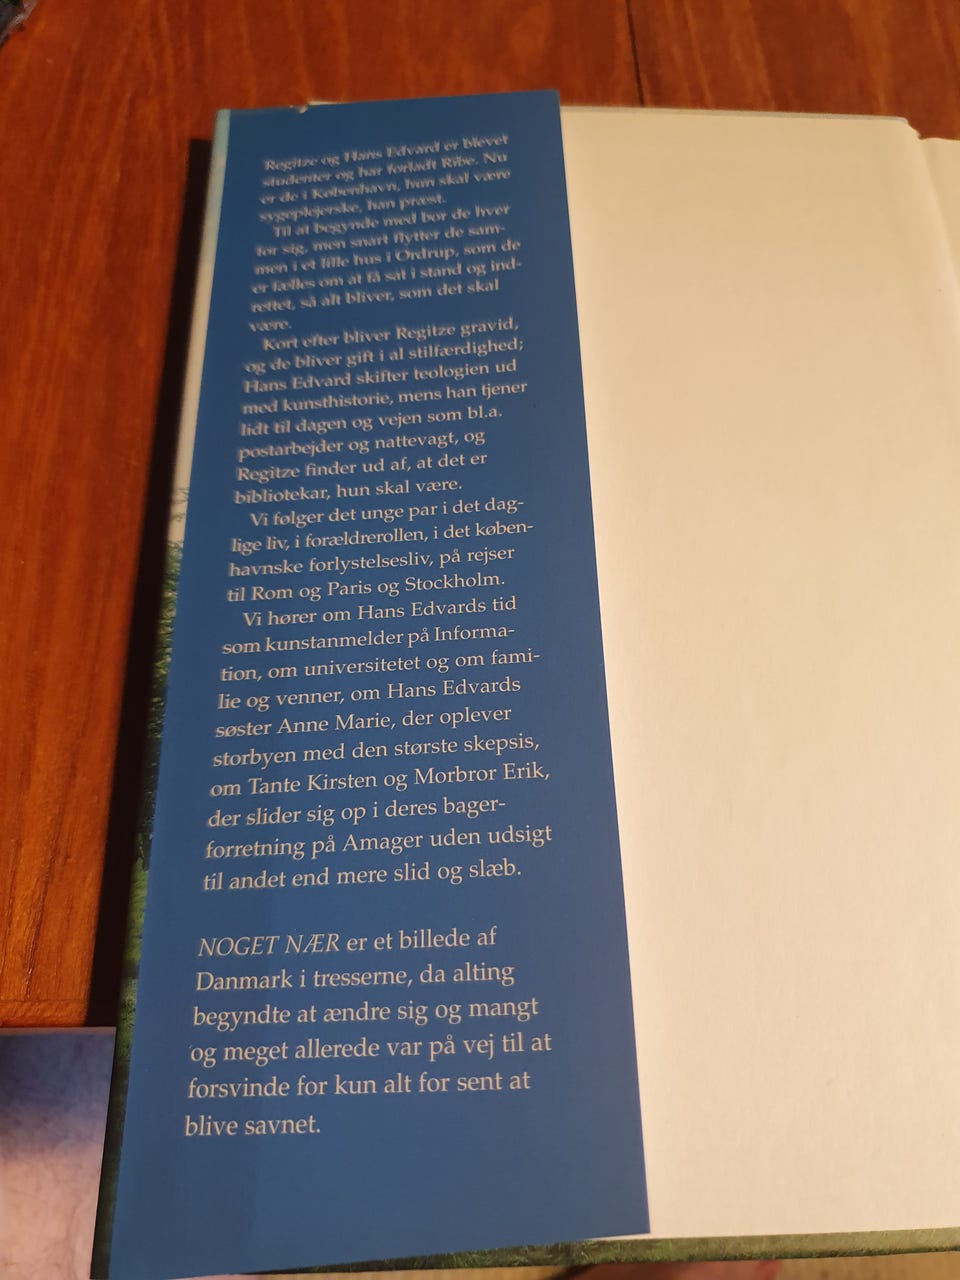 Regitze og Hans Edvard er blevet
studenter og har forladt Ribe. Nu
er de i København, hun skal være
sygeplejerske, han præst.
Til at begynde med bor de hver
for sig, men snart flytter de sam-
men i et lille hus i Ordrup, som de
er fælles om at få sat i stand og ind-
rettet, så alt bliver, som det skal
være.
Kort efter bliver Regitze gravid,
og de bliver gift i al stilfærdighed;
Hans Edvard skifter teologien ud
med kunsthistorie, mens han tjener
lidt til dagen og vejen som bl.a.
postarbejder og nattevagt, og
Regitze finder ud af, at det er
bibliotekar, hun skal være.
Vi følger det unge par i det dag-
lige liv, i forældrerollen, i det køben-
havnske forlystelsesliv, på rejser
til Rom og Paris og Stockholm.
Vi hører om Hans Edvards tid
som kunstanmelder på Informa-
tion, om universitetet og om fami-
lie og venner, om Hans Edvards
søster Anne Marie, der oplever
storbyen med den største skepsis,
om Tante Kirsten og Morbror Erik,
der slider sig op i deres bager-
forretning på Amager uden udsigt
til andet end mere slid og slæb.
NOGET NÆR er et billede af
Danmark i tresserne, da alting
begyndte at ændre sig og mangt
og meget allerede var på vej til at
forsvinde for kun alt for sent at
blive savnet.